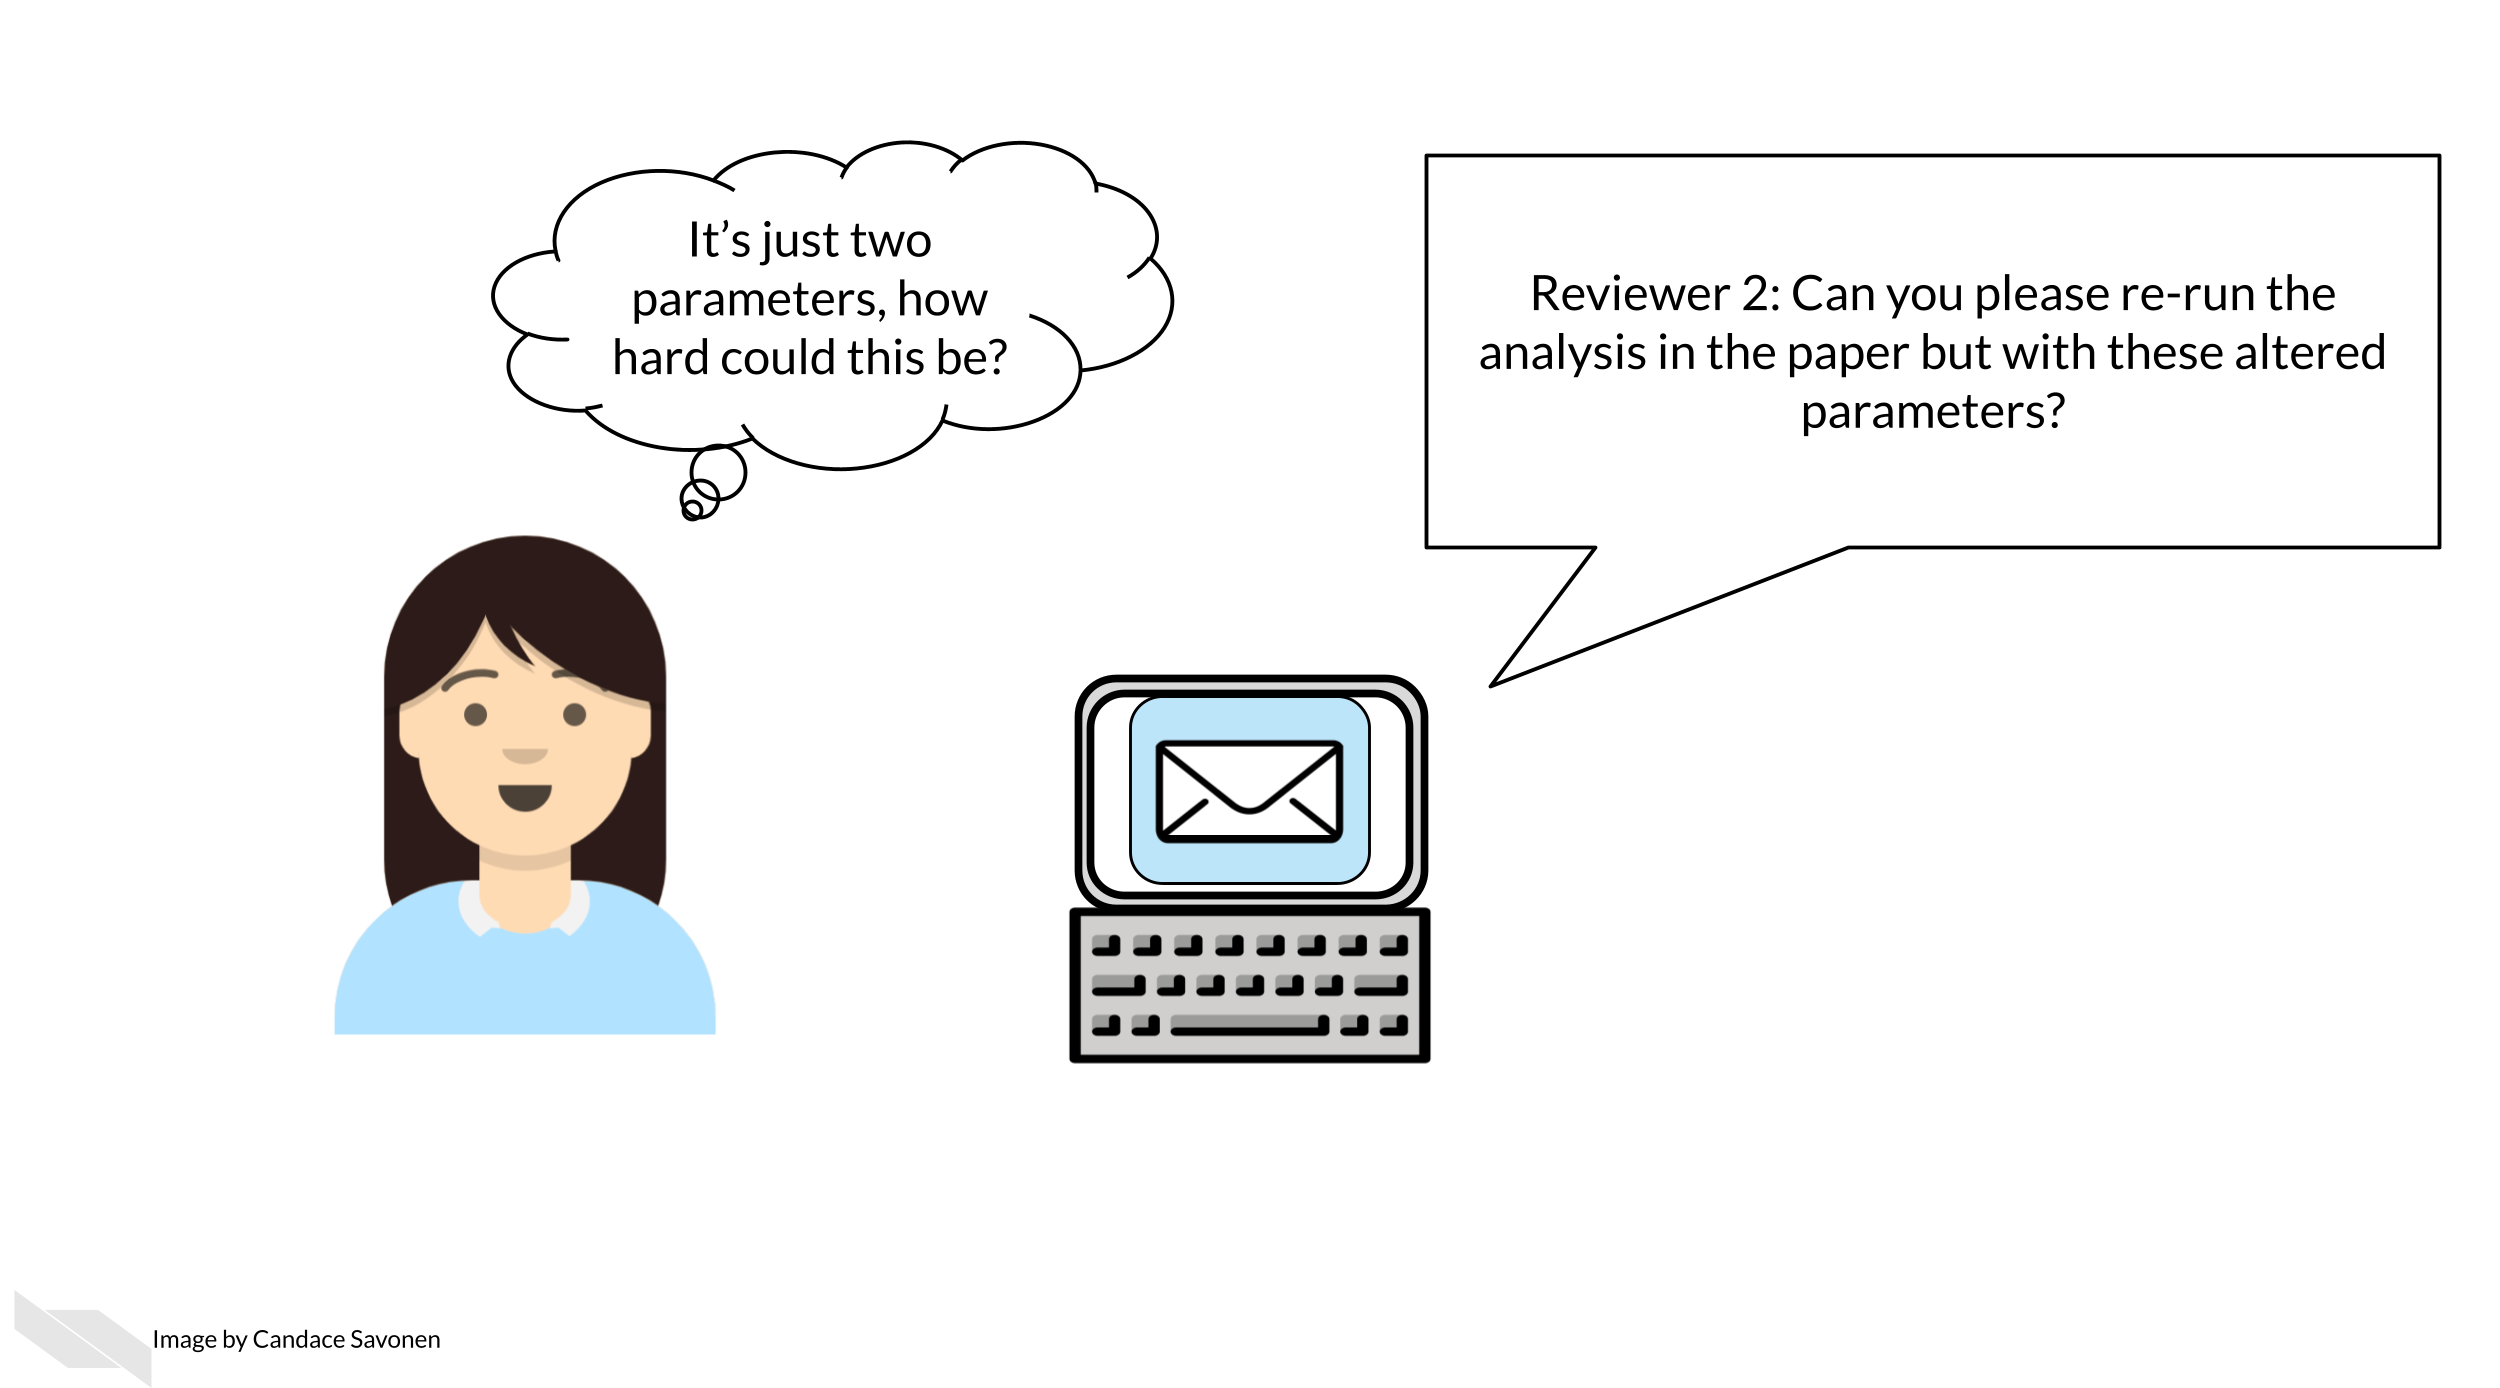 It’s just two
parameters, how
hard could this be?
Reviewer 2: Can you please re-run the
analysis in the paper but with these altered
parameters?
Image by Candace Savonen